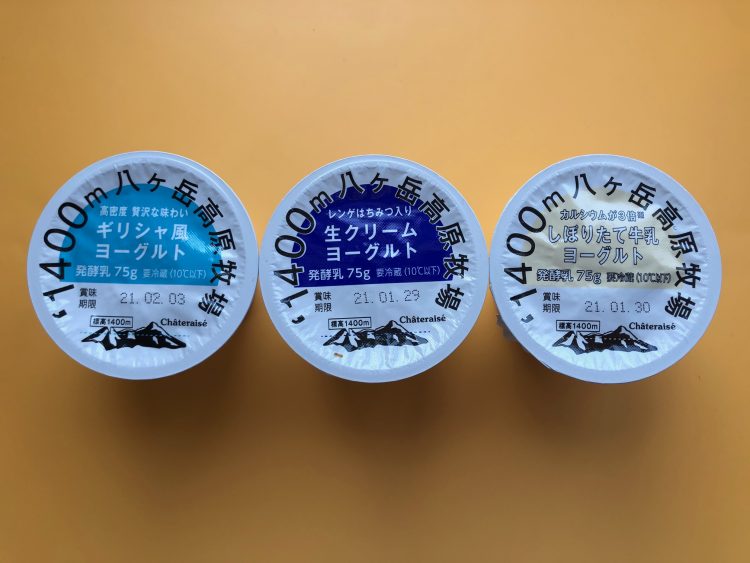 1400m八ヶ岳高原牧場
高密度 贅沢な味わい
ギリシャ風
ヨーグルト
発酵乳 75g 要冷蔵(10℃以下)
賞味
期限
21.02.03
標高1400m
Châteraisé
1400m八ヶ岳高原牧場
レンゲはちみつ入り
生クリーム
ヨーグルト
発酵乳 75g 要冷蔵(10℃以下)
賞味
期限
21.01.29
標高1400m
Châteraisé
1400m八ヶ岳高原牧場
カルシウムが3倍
しぼりたて牛乳
ヨーグルト
発酵乳 75g 要冷蔵(10℃以下)
賞味
期限
21.01.30
標高1400m
Châteraisé